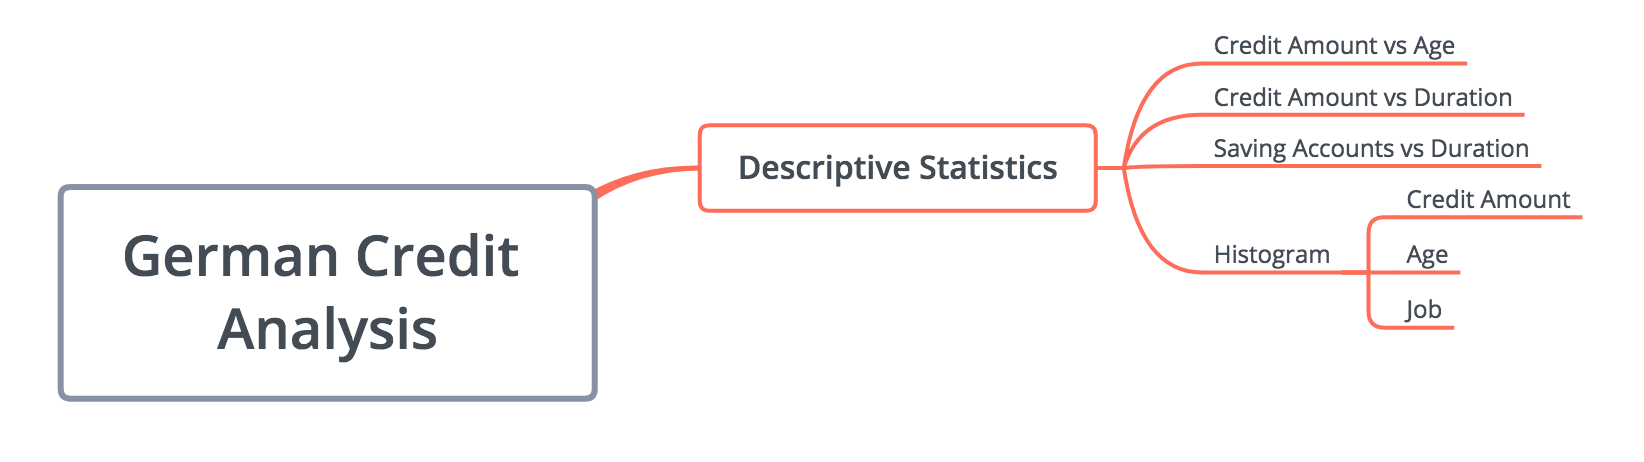 German Credit
Analysis
Descriptive Statistics
Credit Amount vs Age
Credit Amount vs Duration
Saving Accounts vs Duration
Histogram
Credit Amount
Age
Job